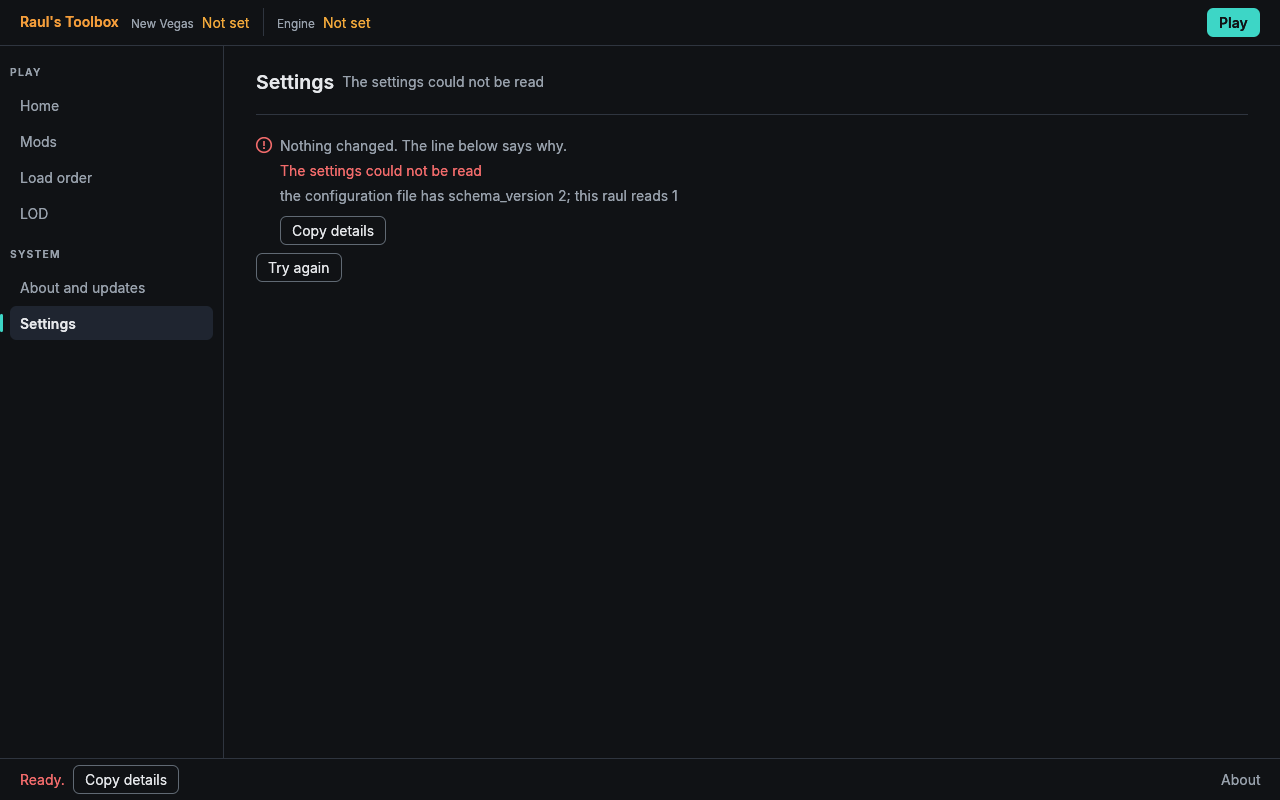 Raul's Toolbox New Vegas Not set Engine Not set Play
PLAY
Home
Mods
Load order
LOD
SYSTEM
About and updates
Settings
Settings The settings could not be read
Nothing changed. The line below says why.
The settings could not be read
the configuration file has schema_version 2; this raul reads 1
Copy details
Try again
Ready. Copy details About